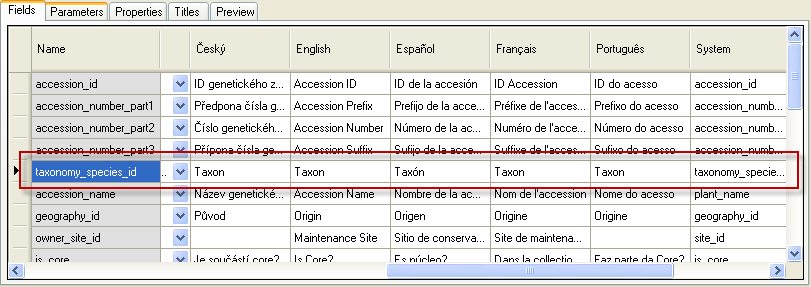 Fields Parameters Properties Titles Preview
Name Český English Español Français Português System
accession_id ID genetického z... Accession ID ID de la accesión ID Accession ID do acesso accession_id
accession_number_part1 Předpona čísla g... Accession Prefix Prefijo de la acce... Préfixe de l'acces... Prefixo do acesso accession_numb...
accession_number_part2 Číslo genetickéh... Accession Number Número de la ac... Numéro de l'acce... Número do acesso accession_numb...
accession_number_part3 Přípona čísla ge... Accession Suffix Sufijo de la acce... Suffixe de l'acces... Sufixo do acesso accession_numb...
taxonomy_species_id ... Taxon Taxon Taxón Taxon Taxon taxonomy_specie...
accession_name Název genetické... Accession Name Nombre de la ac... Nom de l'accession Nome do acesso plant_name
geography_id Původ Origin Origen Origine Origine geography_id
owner_site_id Maintenance Site Sitio de conserva... Site de maintena... site_id
is_core Je součástí core? Is Core? Es núcleo? Dans la collectio... Faz parte da Core? is_core